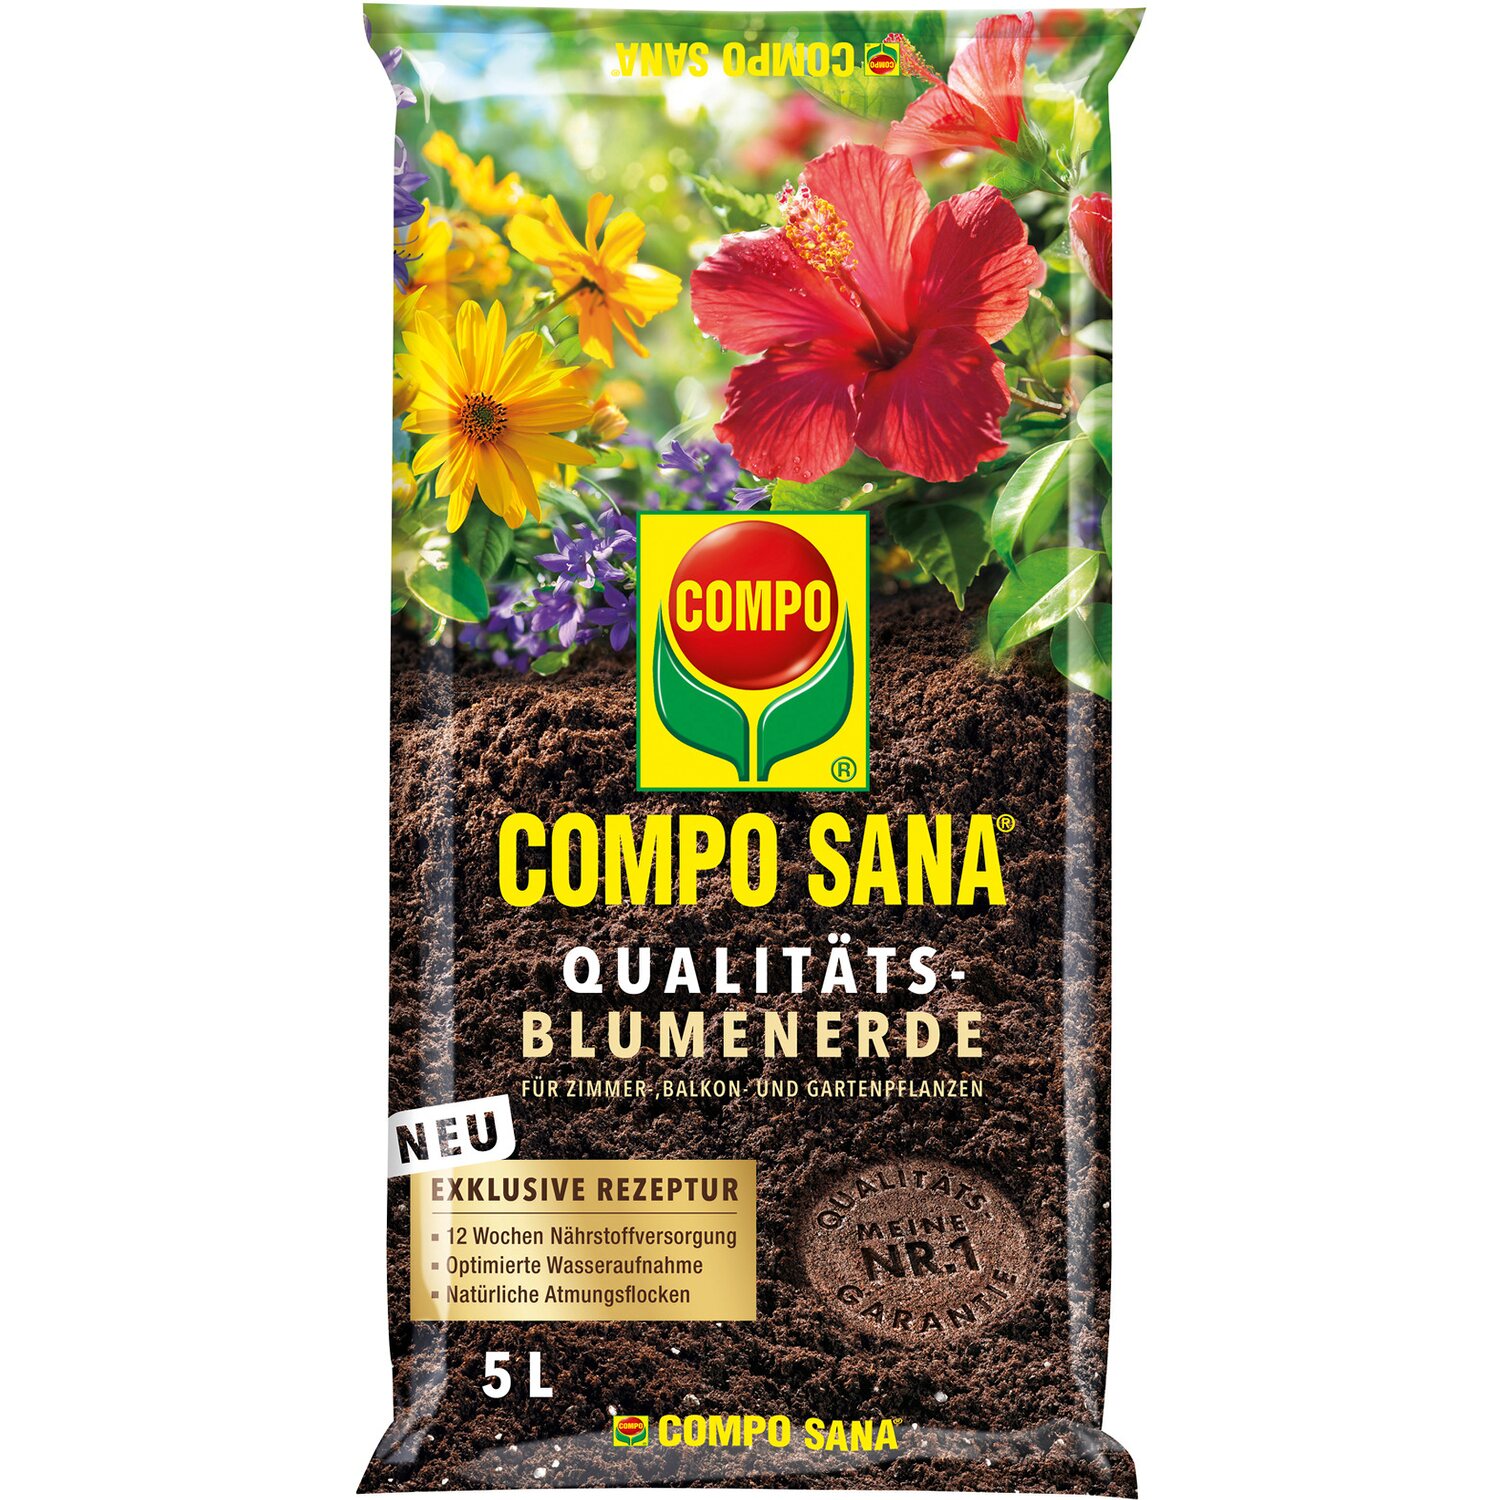 COMPO SANA®
COMPO
COMPO
®
COMPO SANA®
QUALITÄTS-
BLUMENERDE
FÜR ZIMMER-, BALKON- UND GARTENPFLANZEN
NEU
EXKLUSIVE REZEPTUR
▪ 12 Wochen Nährstoffversorgung
▪ Optimierte Wasseraufnahme
▪ Natürliche Atmungsflocken
QUALITÄTS-
MEINE
NR.1
GARANTIE
5 L
COMPO
COMPO SANA®